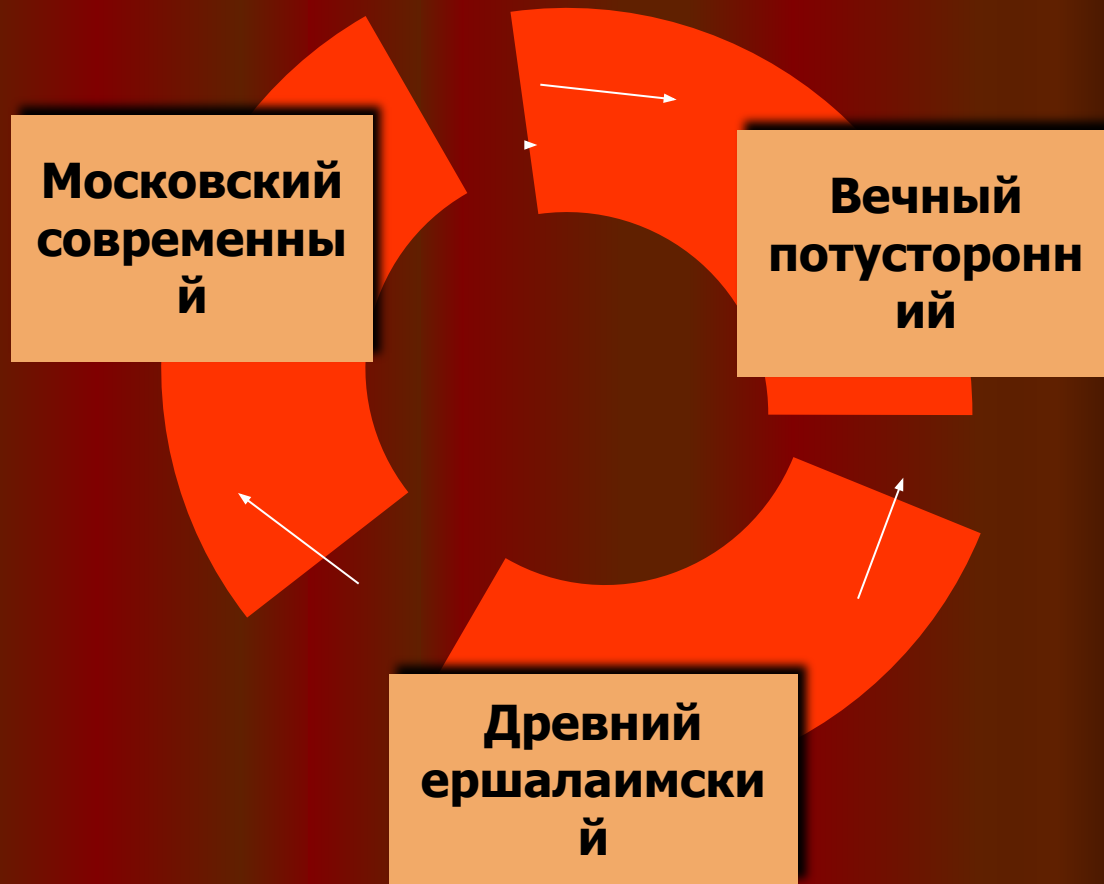 Московский
современны
й
Вечный
потусторонн
ий
Древний
ершалаимски
й